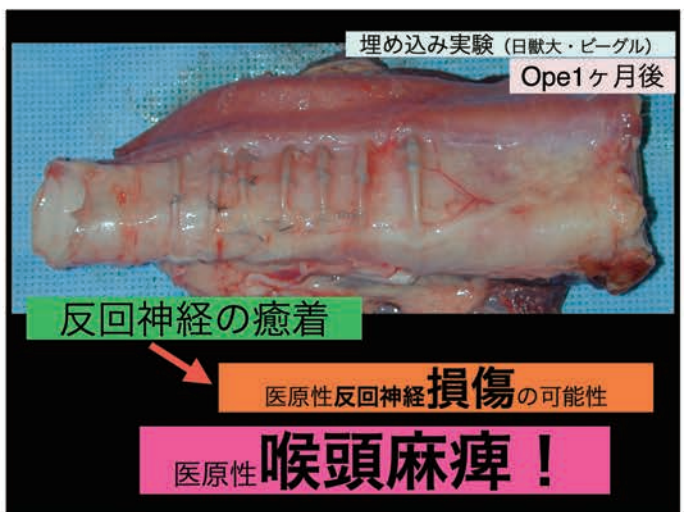 埋め込み実験（日獣大・ビーグル）
Ope1ヶ月後
反回神経の癒着
医原性反回神経損傷の可能性
医原性喉頭麻痺！